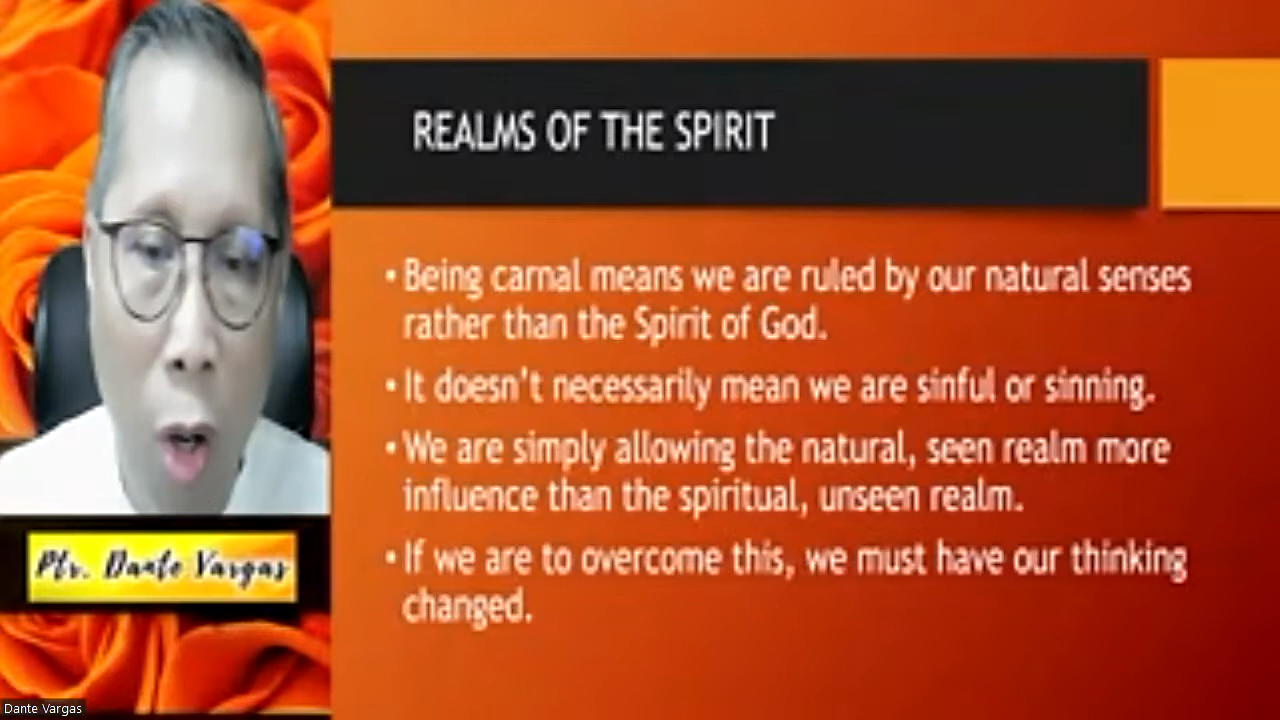 REALMS OF THE SPIRIT
• Being carnal means we are ruled by our natural senses
rather than the Spirit of God.
• It doesn't necessarily mean we are sinful or sinning.
• We are simply allowing the natural, seen realm more
influence than the spiritual, unseen realm.
• If we are to overcome this, we must have our thinking
changed.
Ptr. Dante Vargas
Dante Vargas